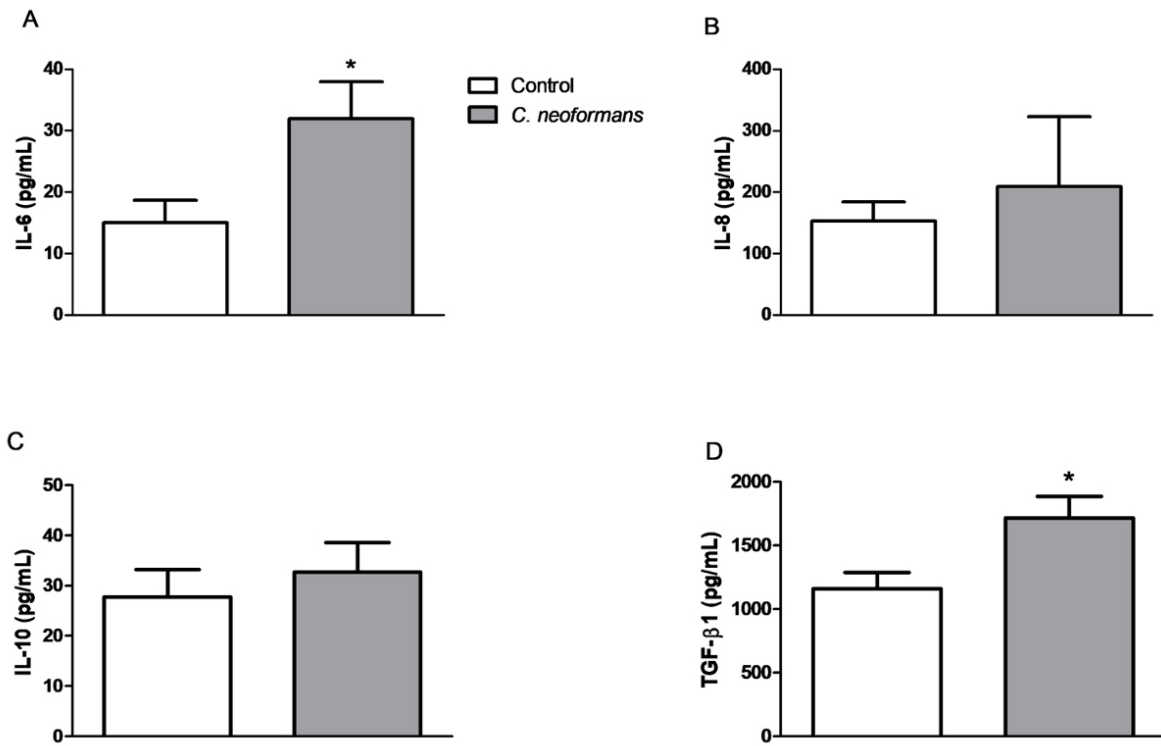 A
IL-6 (pg/mL)
40
30
20
10
0
*
Control
C. neoformans
B
IL-8 (pg/mL)
400
300
200
100
0
C
IL-10 (pg/mL)
50
40
30
20
10
0
D
TGF-β1 (pg/mL)
2000
1500
1000
500
0
*